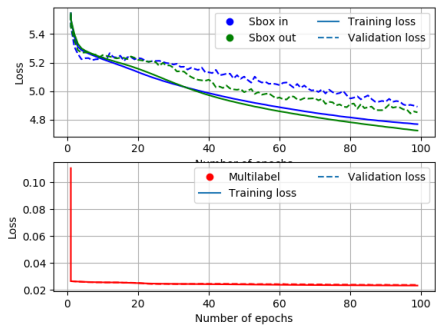 Sbox in
Training loss
Sbox out
Validation loss
5.4
5.2
5.0
4.8
Loss
0
20
40
60
80
100
Number of epochs
Multilabel
Validation loss
Training loss
0.10
0.08
0.06
0.04
0.02
Loss
0
20
40
60
80
100
Number of epochs